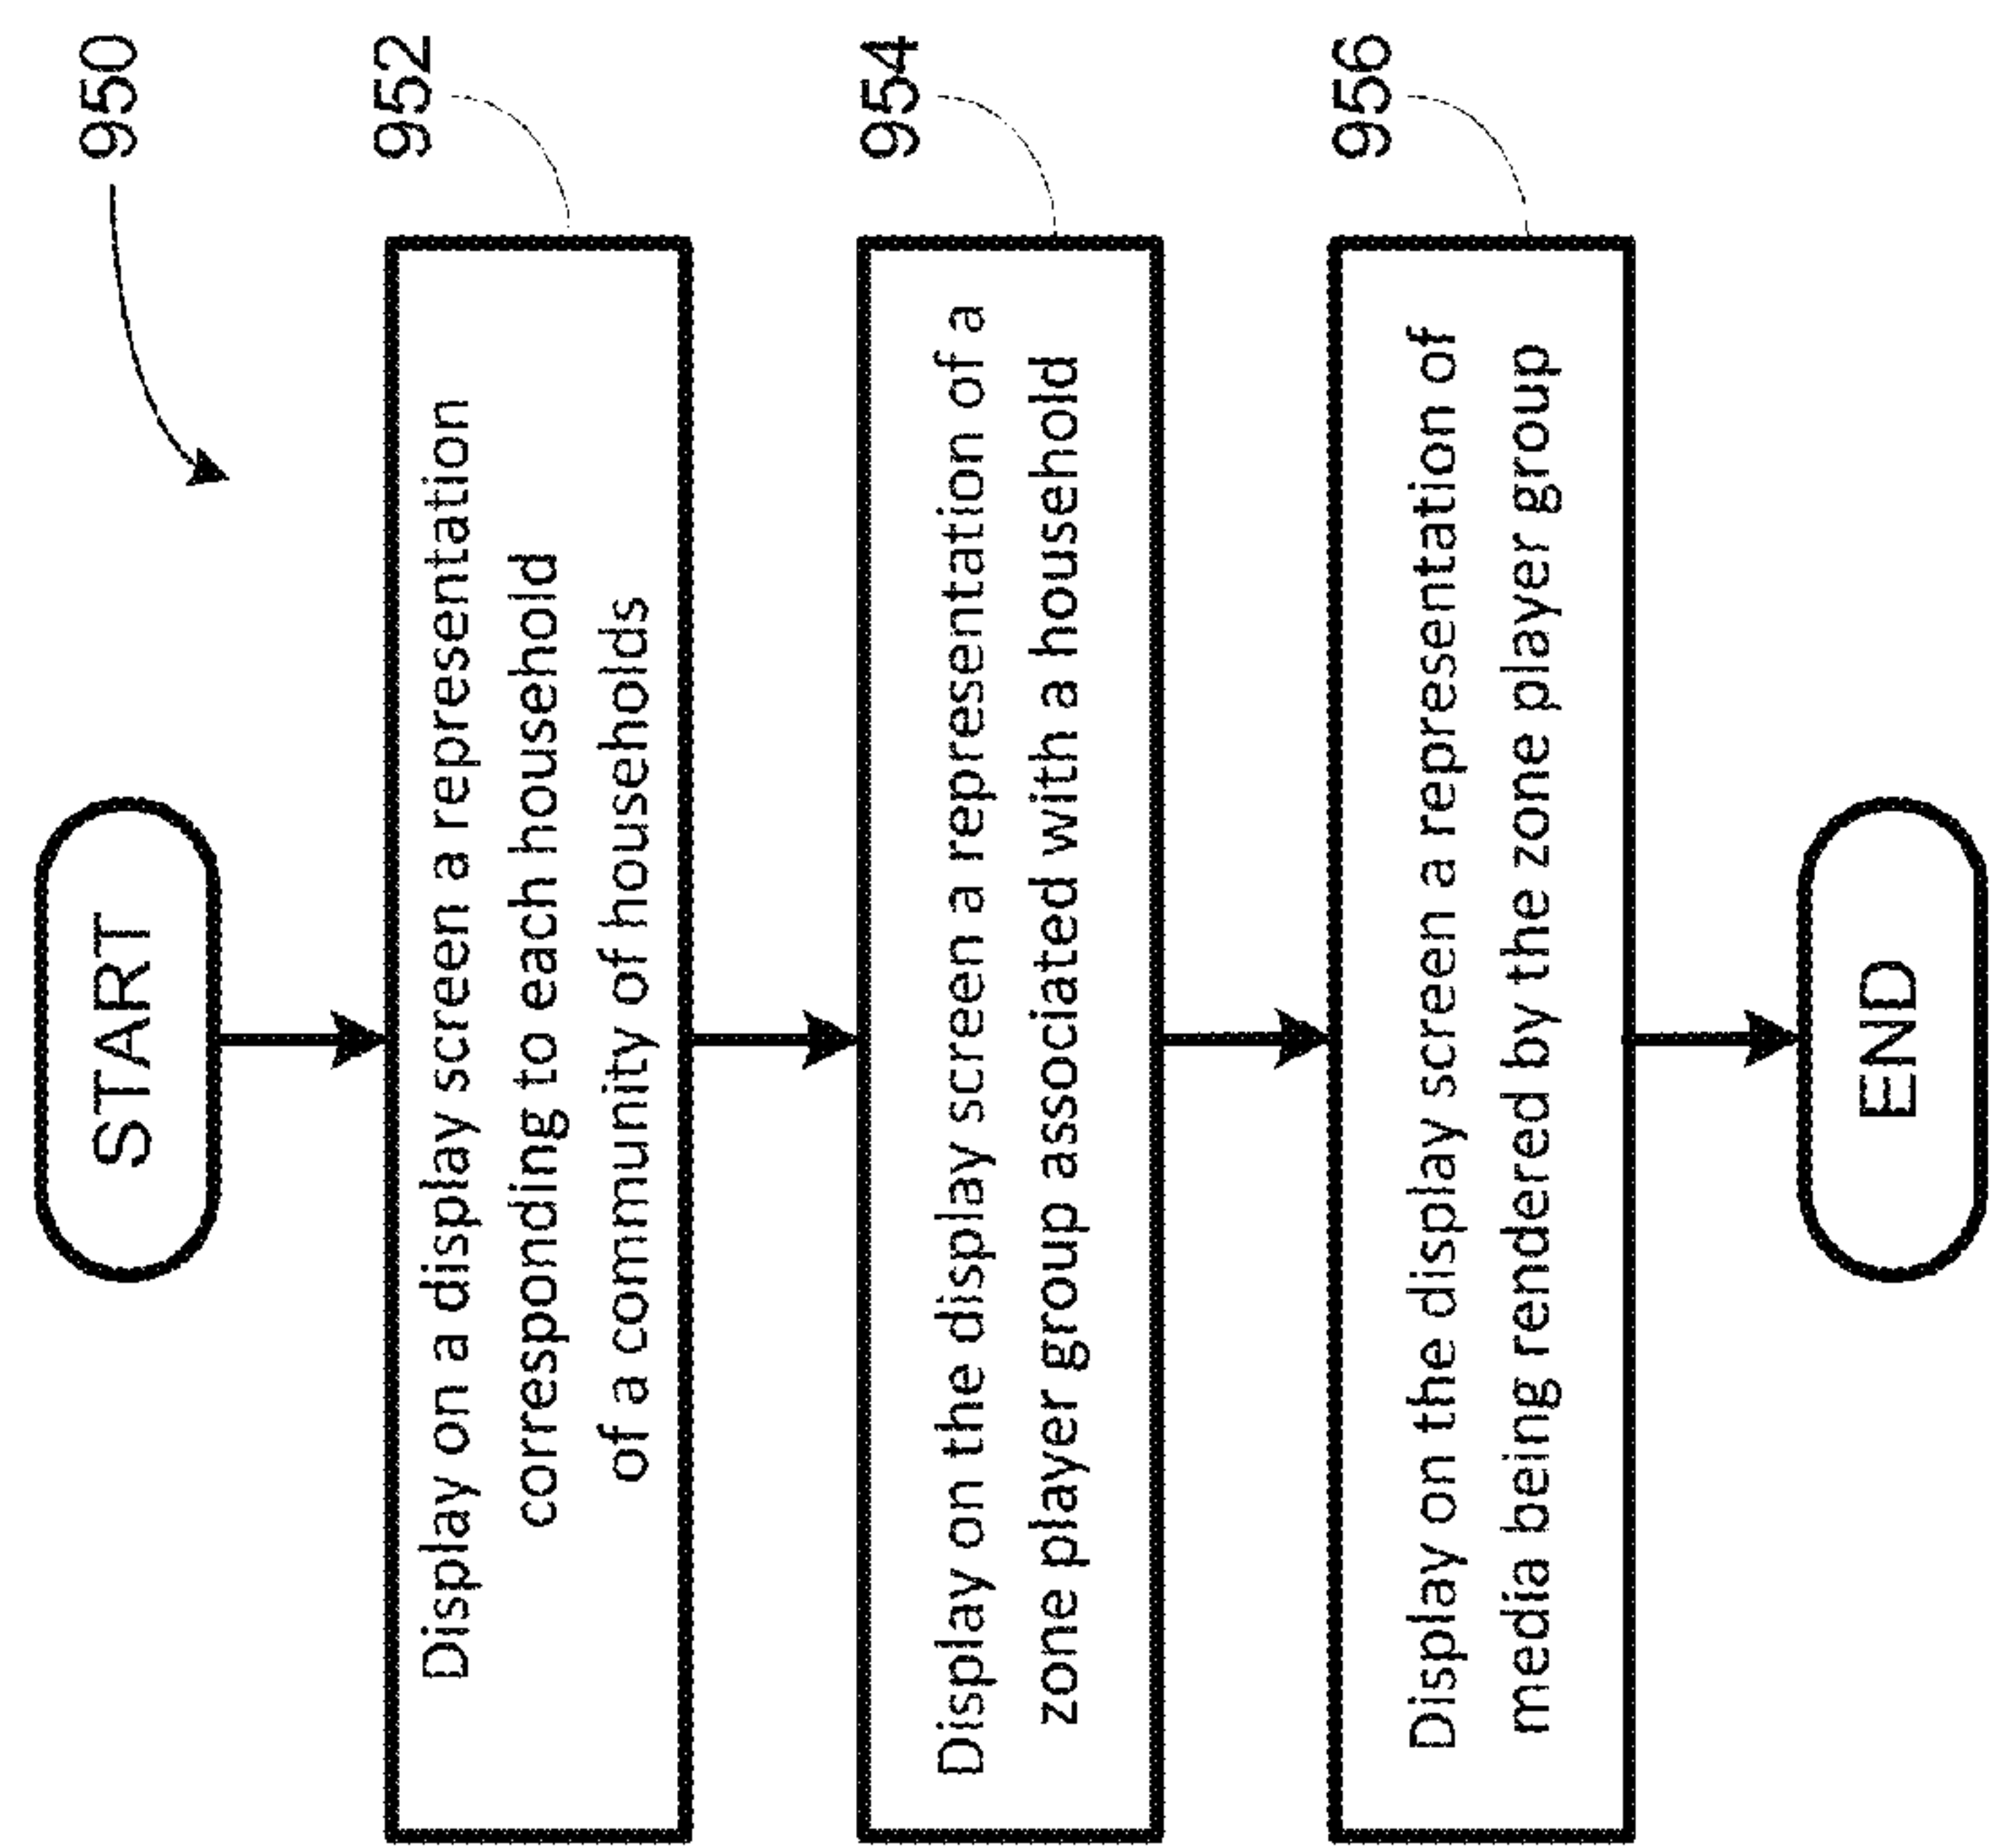 950
START
952
Display on a display screen a representation
corresponding to each household
of a community of households
954
Display on the display screen a representation of a
zone player group associated with a household
956
Display on the display screen a representation of
media being rendered by the zone player group
END